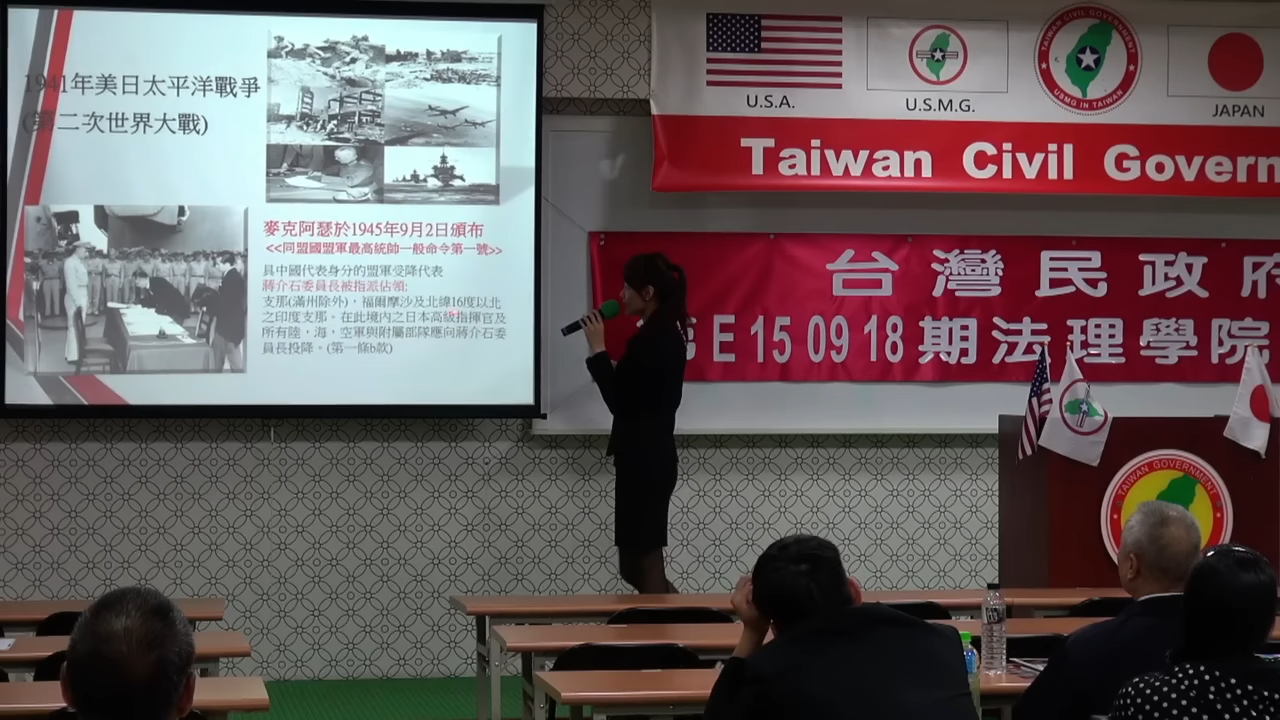 1941年美日太平洋戰爭
(第二次世界大戰)
麥克阿瑟於1945年9月2日頒布
<<同盟國盟軍最高統帥一般命令第一號>>
具中國代表身分的盟軍受降代表
蔣介石委員長被指派佔領:
支那(滿州除外)，福爾摩沙及北緯16度以北
之印度支那。在此境內之日本高級指揮官及
所有陸，海，空軍與附屬部隊應向蔣介石委
員長投降。(第一條b款)
U.S.A.
U.S.M.G.
TAIWAN CIVIL GOVERNMENT
USMG IN TAIWAN
JAPAN
Taiwan Civil Govern
台灣民政府
E 15 09 18 期法理學院
TAIWAN GOVERNMENT